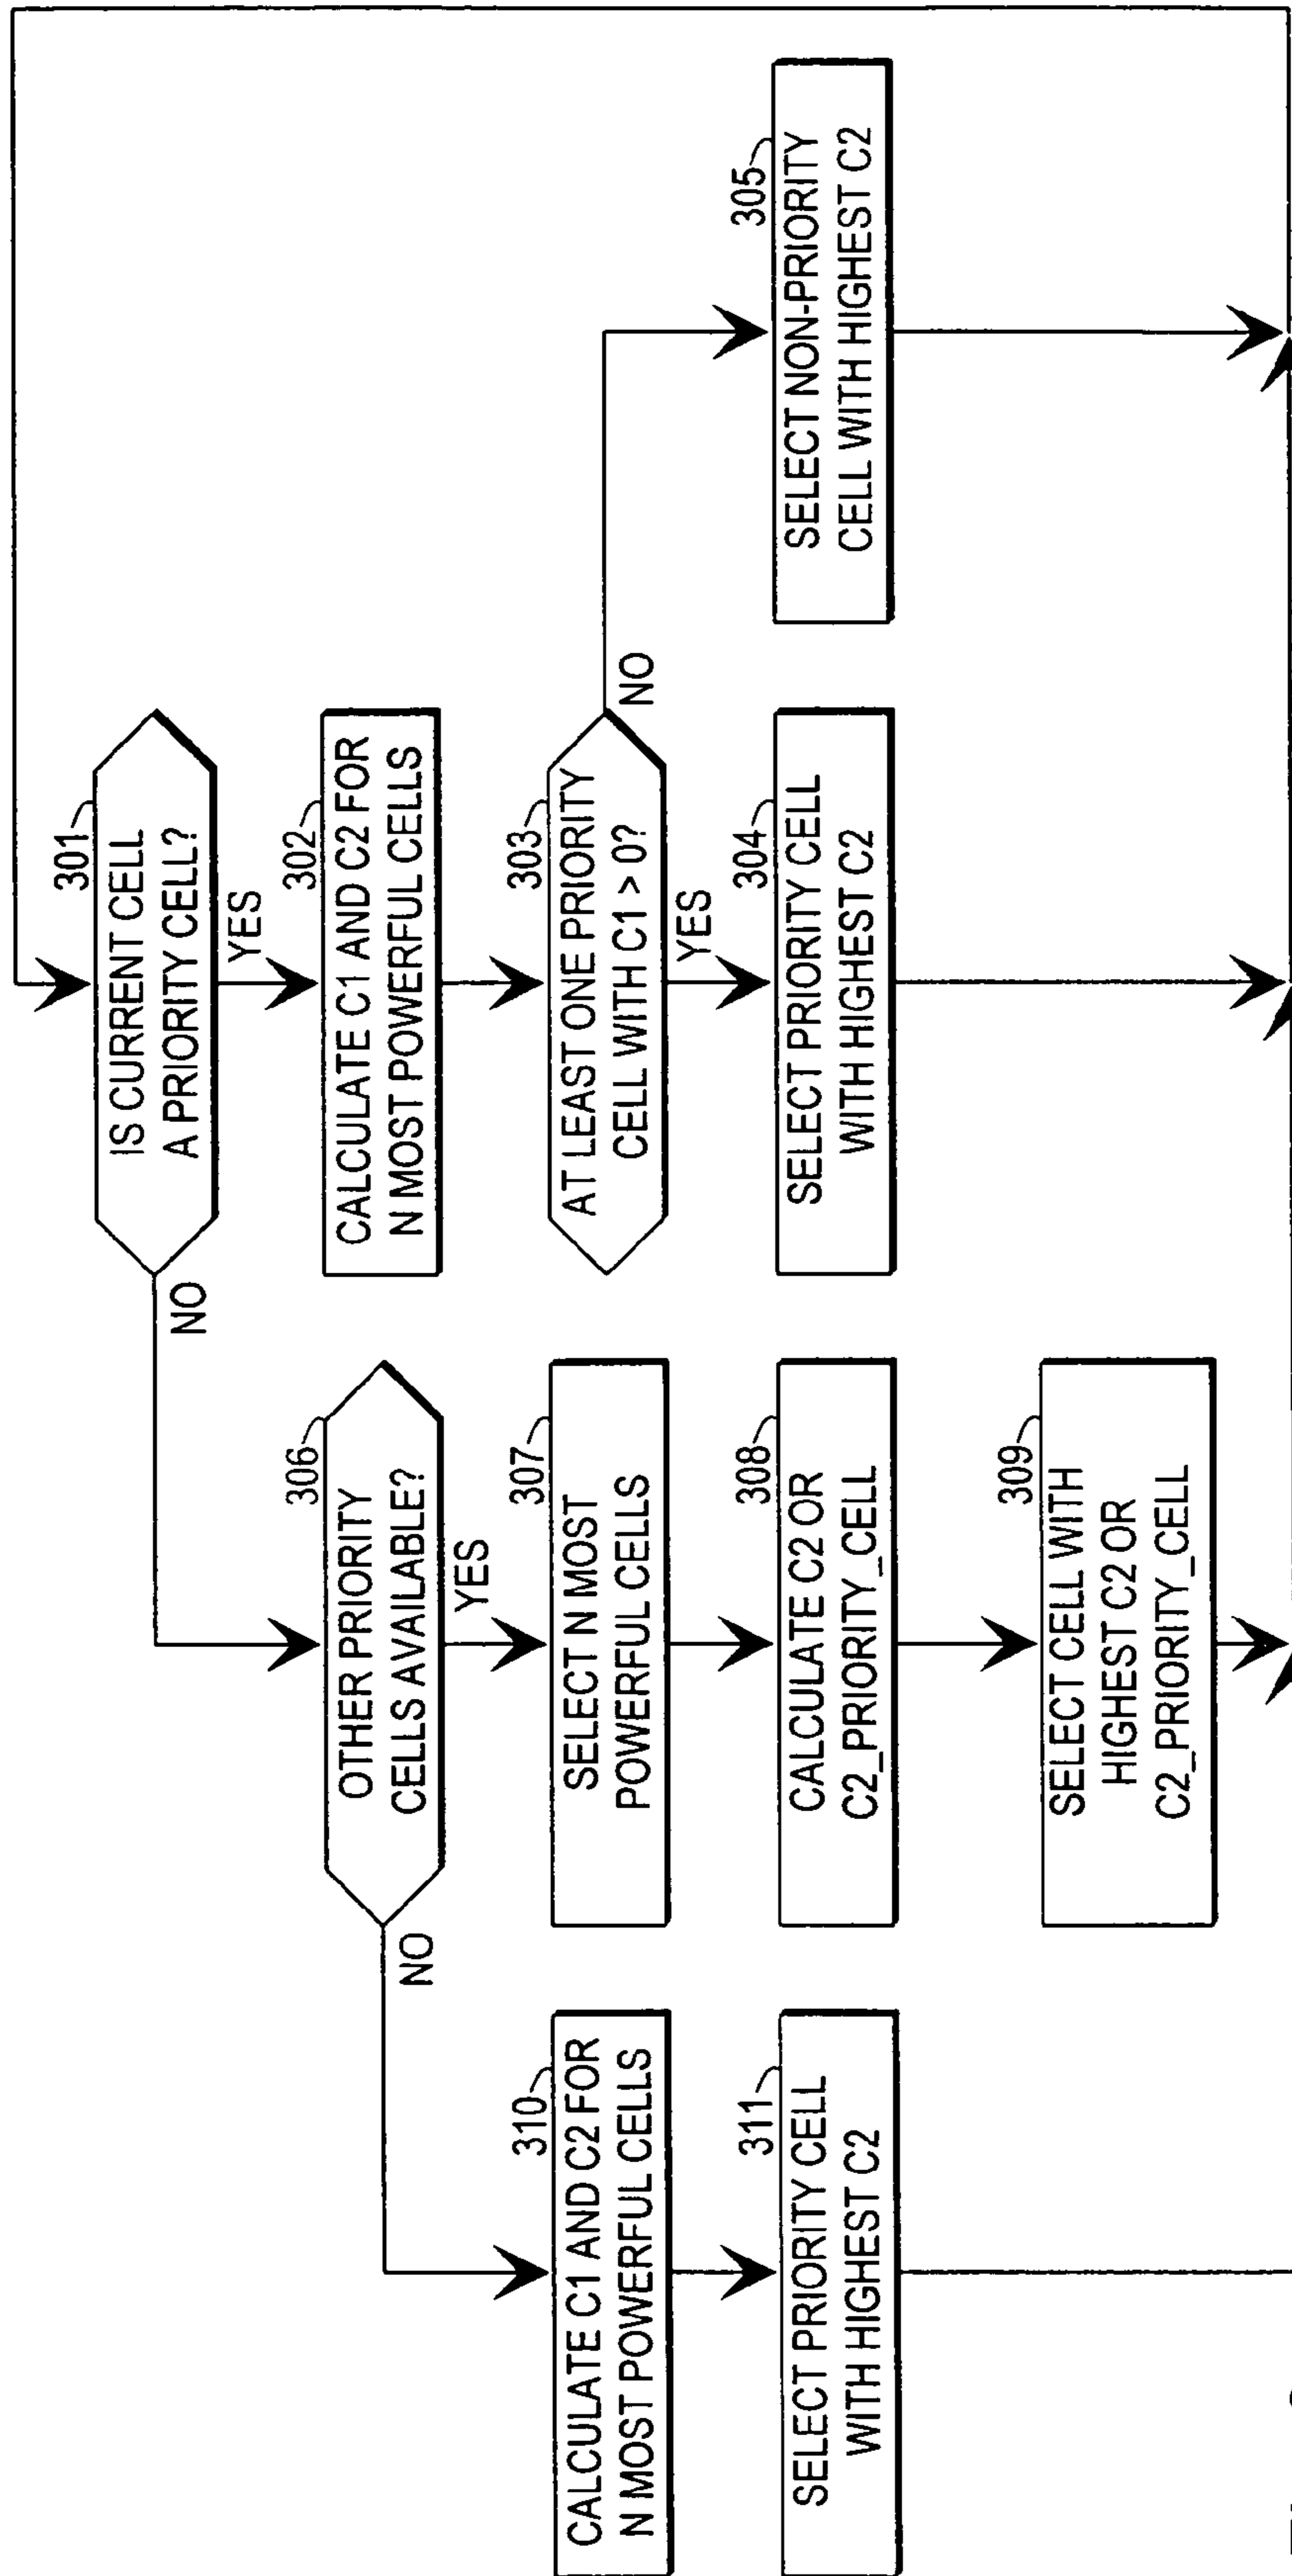 301
IS CURRENT CELL
A PRIORITY CELL?
YES
NO
302
CALCULATE C1 AND C2 FOR
N MOST POWERFUL CELLS
303
AT LEAST ONE PRIORITY
CELL WITH C1 > 0?
YES
NO
304
SELECT PRIORITY CELL
WITH HIGHEST C2
305
SELECT NON-PRIORITY
CELL WITH HIGHEST C2
306
OTHER PRIORITY
CELLS AVAILABLE?
YES
NO
307
SELECT N MOST
POWERFUL CELLS
308
CALCULATE C2 OR
C2_PRIORITY_CELL
309
SELECT CELL WITH
HIGHEST C2 OR
C2_PRIORITY_CELL
310
CALCULATE C1 AND C2 FOR
N MOST POWERFUL CELLS
311
SELECT PRIORITY CELL
WITH HIGHEST C2